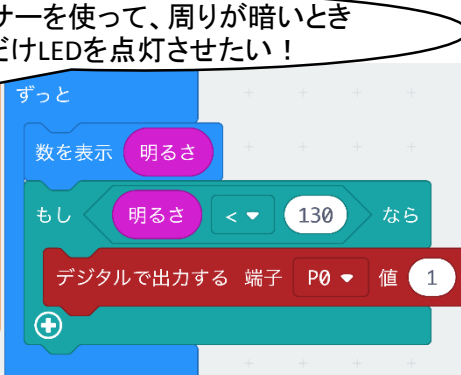 サーを使って、周りが暗いとき
だけLEDを点灯させたい！
ずっと
数を表示 明るさ
もし 明るさ < 130 なら
デジタルで出力する 端子 P0 値 1